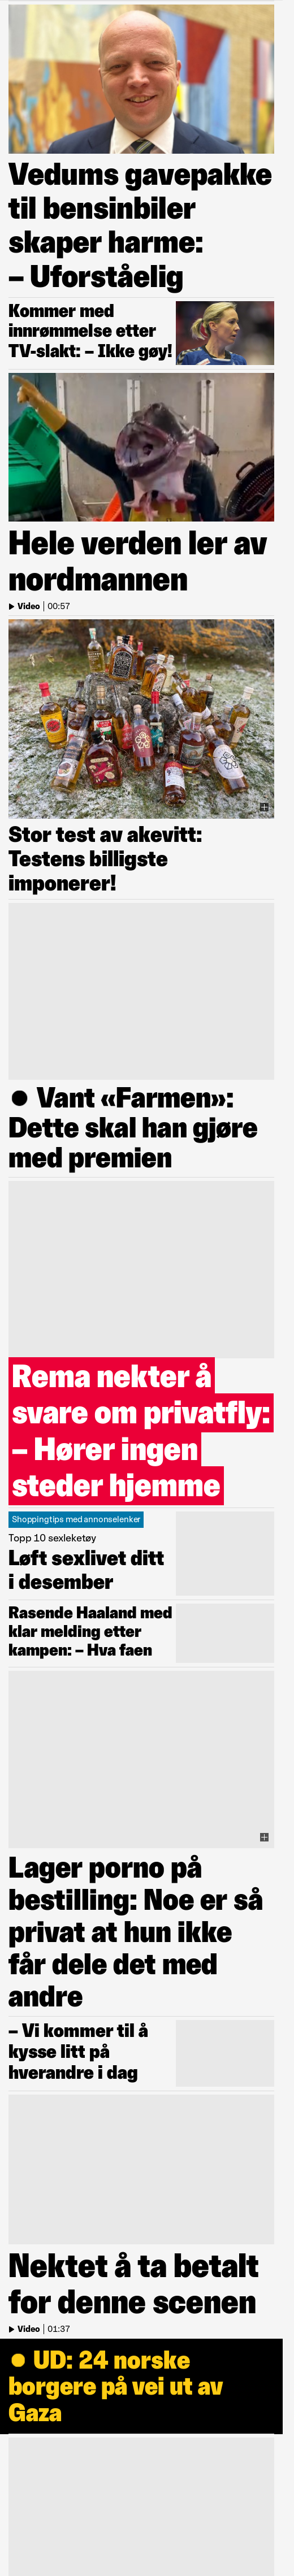 Vedums gavepakke
til bensinbiler
skaper harme:
– Uforståelig
Kommer med
innrømmelse etter
TV-slakt: – Ikke gøy!
Hele verden ler av
nordmannen
Video | 00:57
Stor test av akevitt:
Testens billigste
imponerer!
● Vant «Farmen»:
Dette skal han gjøre
med premien
Rema nekter å
svare om privatfly:
– Hører ingen
steder hjemme
Shoppingtips med annonselenker
Topp 10 sexleketøy
Løft sexlivet ditt
i desember
Rasende Haaland med
klar melding etter
kampen: – Hva faen
Lager porno på
bestilling: Noe er så
privat at hun ikke
får dele det med
andre
– Vi kommer til å
kysse litt på
hverandre i dag
Nektet å ta betalt
for denne scenen
Video | 01:37
● UD: 24 norske
borgere på vei ut av
Gaza